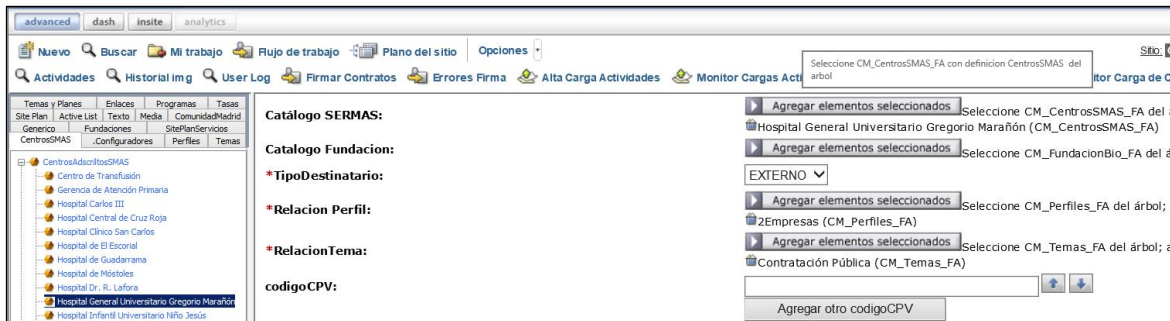 advanced dash insite analytics
Nuevo Buscar Mi trabajo Flujo de trabajo Plano del sitio Opciones Sitio:
Actividades Historial img User Log Firmar Contratos Errores Firma Alta Carga Actividades Monitor Cargas Acti itor Carga de C
Seleccione CM_CentrosSMAS_FA con definicion CentrosSMAS del
arbol
Temas y Planes Enlaces Programas Tasas
Site Plan Active List Texto Media ComunidadMadrid
Generico Fundaciones SitePlanServicios
CentrosSMAS .Configuradores Perfiles Temas
CentrosAdscritosSMAS
Centro de Transfusión
Gerencia de Atención Primaria
Hospital Carlos III
Hospital Central de Cruz Roja
Hospital Clínico San Carlos
Hospital de El Escorial
Hospital de Guadarrama
Hospital de Móstoles
Hospital Dr. R. Lafora
Hospital General Universitario Gregorio Marañón
Hospital Infantil Universitario Niño Jesús
Catálogo SERMAS: Agregar elementos seleccionados Seleccione CM_CentrosSMAS_FA del
Hospital General Universitario Gregorio Marañón (CM_CentrosSMAS_FA)
Catalogo Fundacion: Agregar elementos seleccionados Seleccione CM_FundacionBio_FA del
*TipoDestinatario: EXTERNO
*Relacion Perfil: Agregar elementos seleccionados Seleccione CM_Perfiles_FA del árbol;
2Empresas (CM_Perfiles_FA)
*RelacionTema: Agregar elementos seleccionados Seleccione CM_Temas_FA del árbol; a
Contratación Pública (CM_Temas_FA)
codigoCPV:
Agregar otro codigoCPV